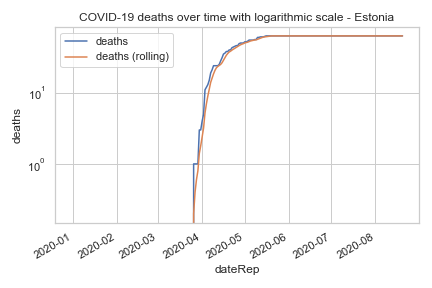 COVID-19 deaths over time with logarithmic scale - Estonia
deaths
deaths (rolling)
deaths
10¹
10⁰
2020-01 2020-02 2020-03 2020-04 2020-05 2020-06 2020-07 2020-08
dateRep